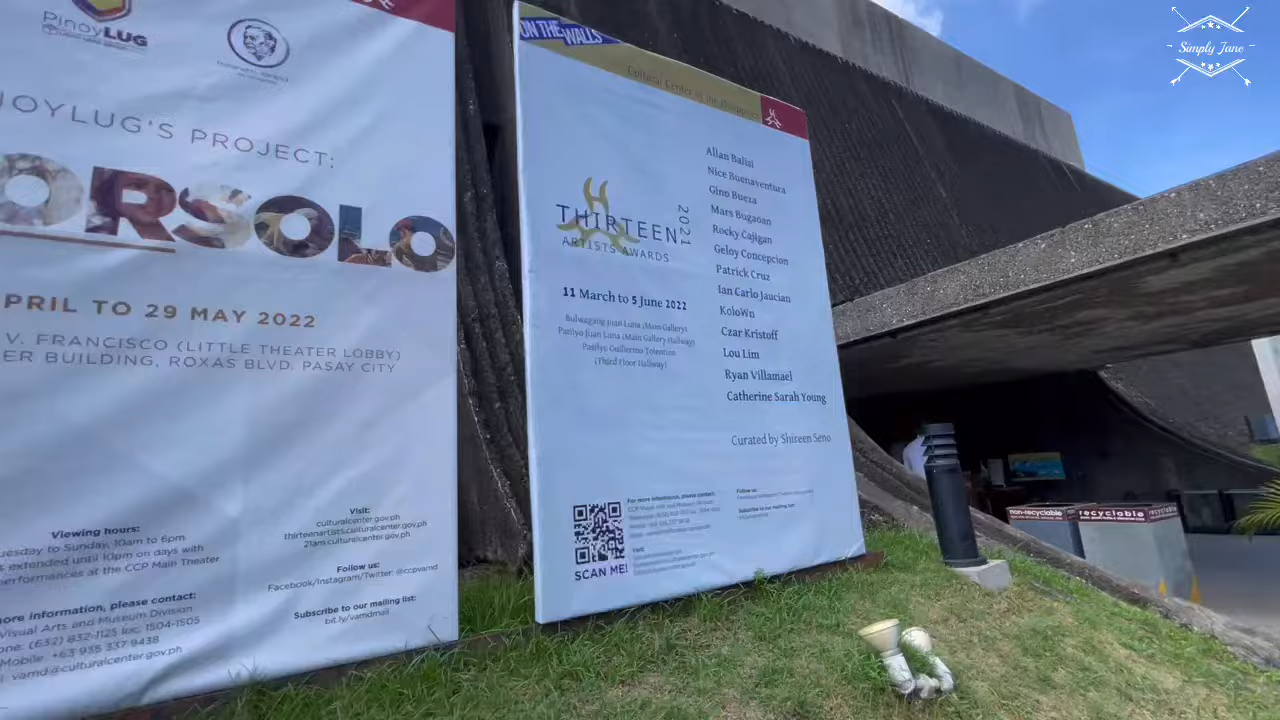 PinoyLUG
NOYLUG'S PROJECT:
ORSOLO
PRIL TO 29 MAY 2022
V. FRANCISCO (LITTLE THEATER LOBBY)
ER BUILDING, ROXAS BLVD. PASAY CITY
Viewing hours:
uesday to Sunday, 10am to 6pm
s extended until 10pm on days with
performances at the CCP Main Theater
more information, please contact:
Visual Arts and Museum Division
one: (632) 832-1125 loc. 1504-1505
Mobile: +63 935 337 9438
vamd@culturalcenter.gov.ph
Visit:
culturalcenter.gov.ph
thirteenartists.culturalcenter.gov.ph
21am.culturalcenter.gov.ph
Follow us:
Facebook/Instagram/Twitter: @ccpvamd
Subscribe to our mailing list:
bit.ly/vamdmail
ON THE WALLS
Cultural Center of the Philippines
THIRTEEN
ARTISTS AWARDS
2021
11 March to 5 June 2022
Bulwagang Juan Luna (Main Gallery)
Pasilyo Juan Luna (Main Gallery Hallway)
Pasilyo Guillermo Tolentino
(Third Floor Hallway)
Allan Balisi
Nice Buenaventura
Gino Bueza
Mars Bugaoan
Rocky Cajigan
Geloy Concepcion
Patrick Cruz
Ian Carlo Jaucian
KoloWn
Czar Kristoff
Lou Lim
Ryan Villamael
Catherine Sarah Young
Curated by Shireen Seno
SCAN ME!
For more information, please contact:
CCP Visual Arts and Museum Division
Follow us:
Subscribe to our mailing list:
non-recyclable
recyclable
Simply Jane